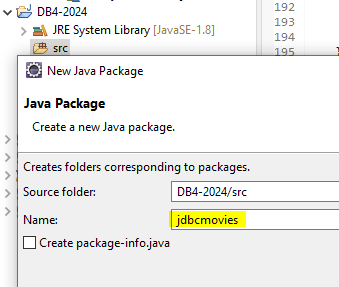 DB4-2024
JRE System Library [JavaSE-1.8]
src
192
193
194
195
New Java Package
Java Package
Create a new Java package.
Creates folders corresponding to packages.
Source folder: DB4-2024/src
Name: jdbcmovies
Create package-info.java